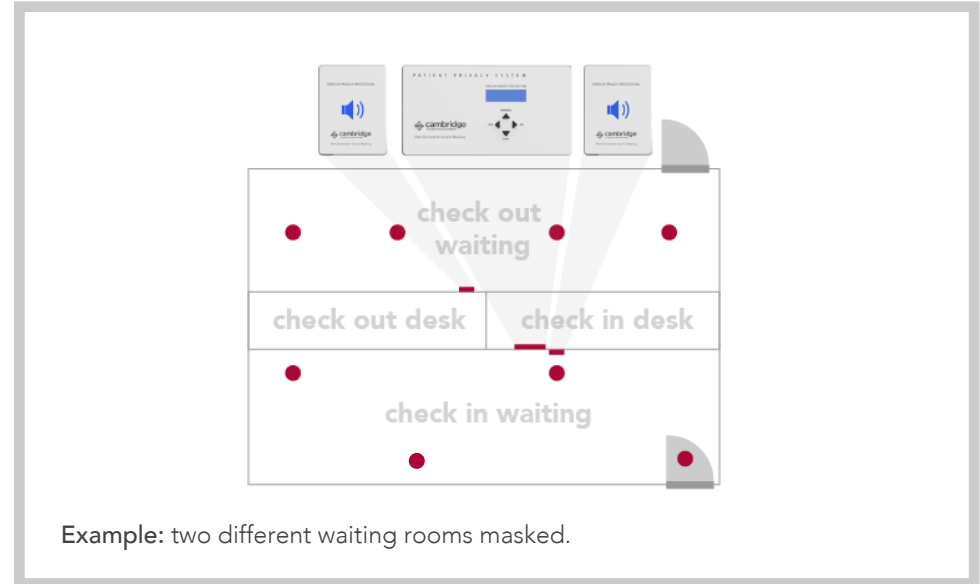 PATIENT PRIVACY SYSTEM
cambridge
cambridge
cambridge
check out
waiting
check out desk
check in desk
check in waiting
Example: two different waiting rooms masked.